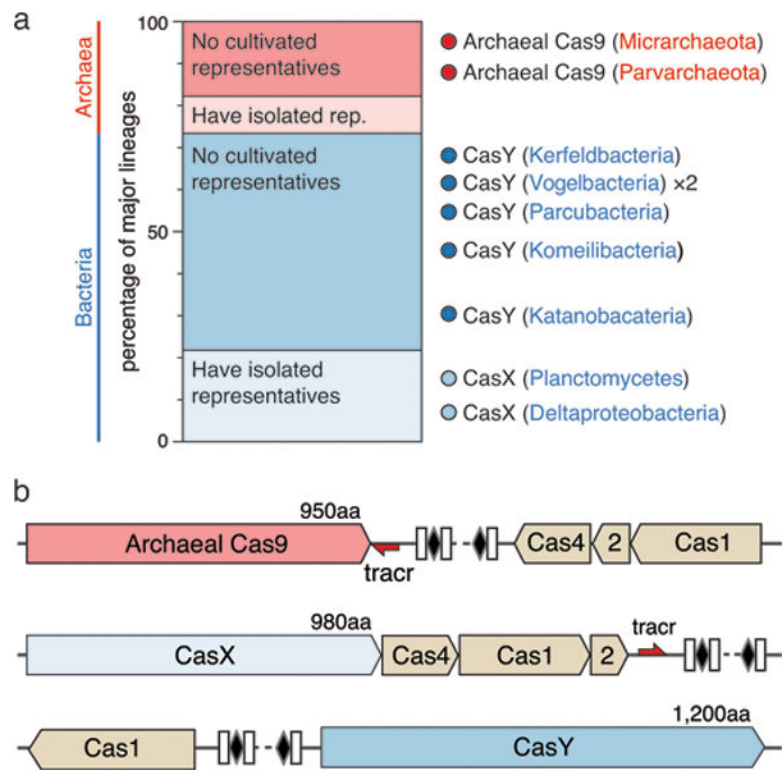 a
Archaea
Bacteria
percentage of major lineages
100
50
0
No cultivated
representatives
Have isolated rep.
No cultivated
representatives
Have isolated
representatives
Archaeal Cas9 (Micrarchaeota)
Archaeal Cas9 (Parvarchaeota)
CasY (Kerfeldbacteria)
CasY (Vogelbacteria) ×2
CasY (Parcubacteria)
CasY (Komeilibacteria)
CasY (Katanobacateria)
CasX (Planctomycetes)
CasX (Deltaproteobacteria)
b
950aa
Archaeal Cas9
tracr
Cas4
2
Cas1
980aa
CasX
Cas4
Cas1
2
tracr
1,200aa
Cas1
CasY